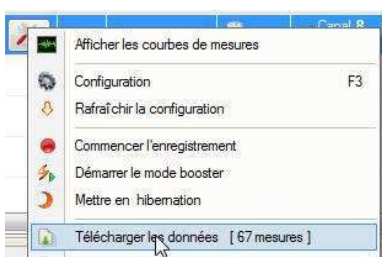 Canal 8
Afficher les courbes de mesures
Configuration F3
Rafraîchir la configuration
Commencer l'enregistrement
Démarrer le mode booster
Mettre en hibernation
Télécharger les données [ 67 mesures ]